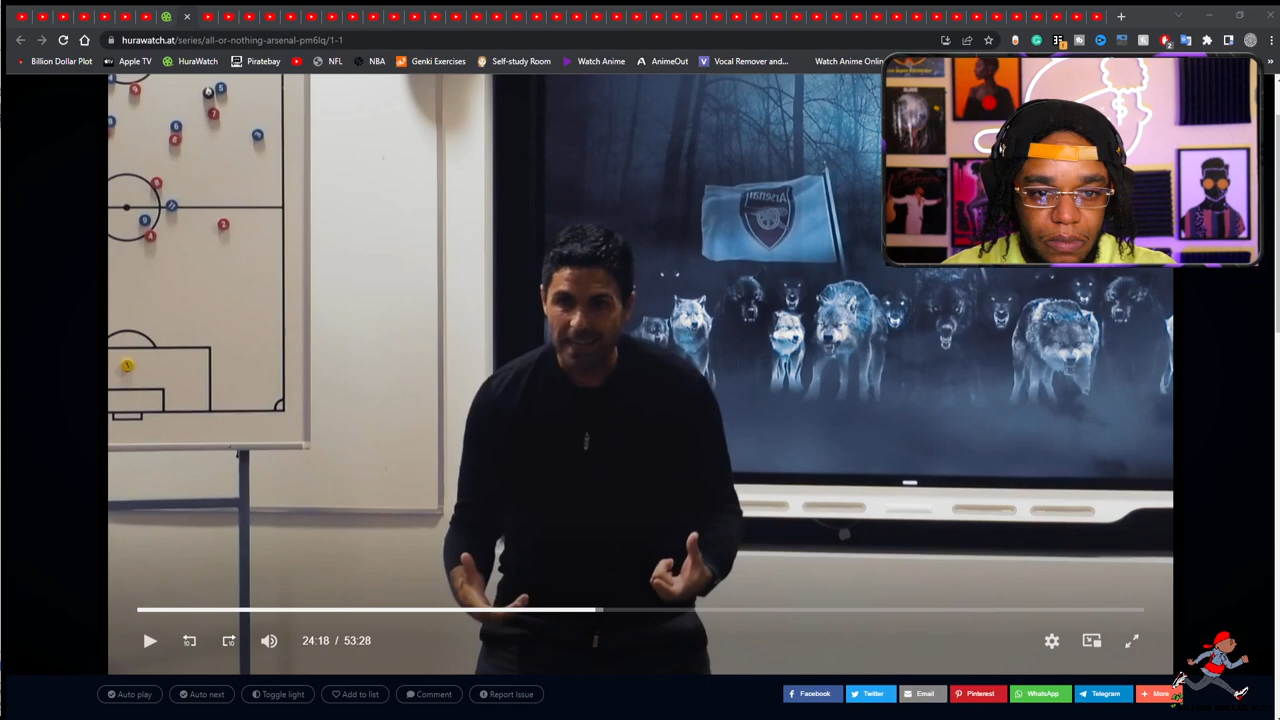 hurawatch.at/series/all-or-nothing-arsenal-pm6lq/1-1
Billion Dollar Plot
Apple TV
HuraWatch
Piratebay
NFL
NBA
Genki Exercises
Self-study Room
Watch Anime
AnimeOut
Vocal Remover and...
Watch Anime Onlin
Arsenal
24:18 / 53:28
Auto play
Auto next
Toggle light
Add to list
Comment
Report Issue
Facebook
Twitter
Email
Pinterest
WhatsApp
Telegram
More